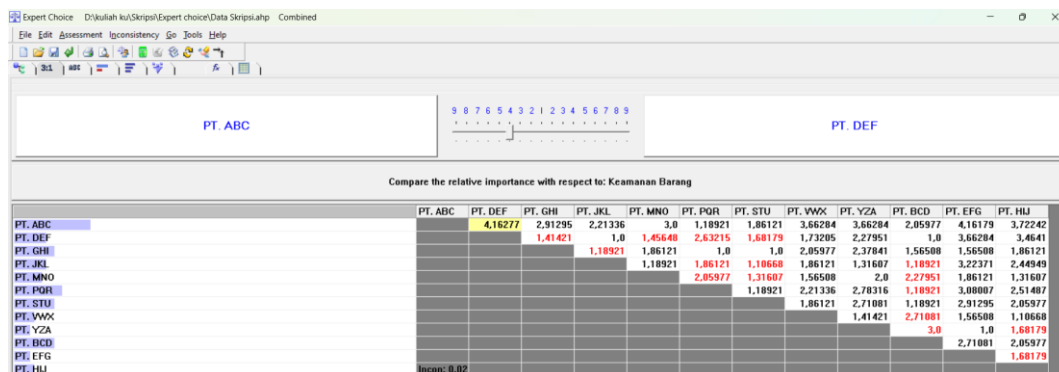 Expert Choice D:\kuliah ku\Skripsi\Expert choice\Data Skripsi.ahp Combined
File Edit Assessment Inconsistency Go Tools Help
3:1 ABC fx
9 8 7 6 5 4 3 2 1 2 3 4 5 6 7 8 9
PT. ABC PT. DEF
Compare the relative importance with respect to: Keamanan Barang
PT. ABC PT. DEF PT. GHI PT. JKL PT. MNO PT. PQR PT. STU PT. VWX PT. YZA PT. BCD PT. EFG PT. HIJ
PT. ABC 4,16277 2,91295 2,21336 3,0 1,18921 1,86121 3,66284 3,66284 2,05977 4,16179 3,72242
PT. DEF 1,41421 1,0 1,45648 2,63215 1,68179 1,73205 2,27951 1,0 3,66284 3,4641
PT. GHI 1,18921 1,86121 1,0 1,0 2,05977 2,37841 1,56508 1,56508 1,86121
PT. JKL 1,18921 1,86121 1,10668 1,86121 1,31607 1,18921 3,22371 2,44949
PT. MNO 2,05977 1,31607 1,56508 2,0 2,27951 1,86121 1,31607
PT. PQR 1,18921 2,21336 2,78316 1,18921 3,08007 2,51487
PT. STU 1,86121 2,71081 1,18921 2,91295 2,05977
PT. VWX 1,41421 2,71081 1,56508 1,10668
PT. YZA 3,0 1,0 1,68179
PT. BCD 2,71081 2,05977
PT. EFG 1,68179
PT. HIJ Incon: 0,02